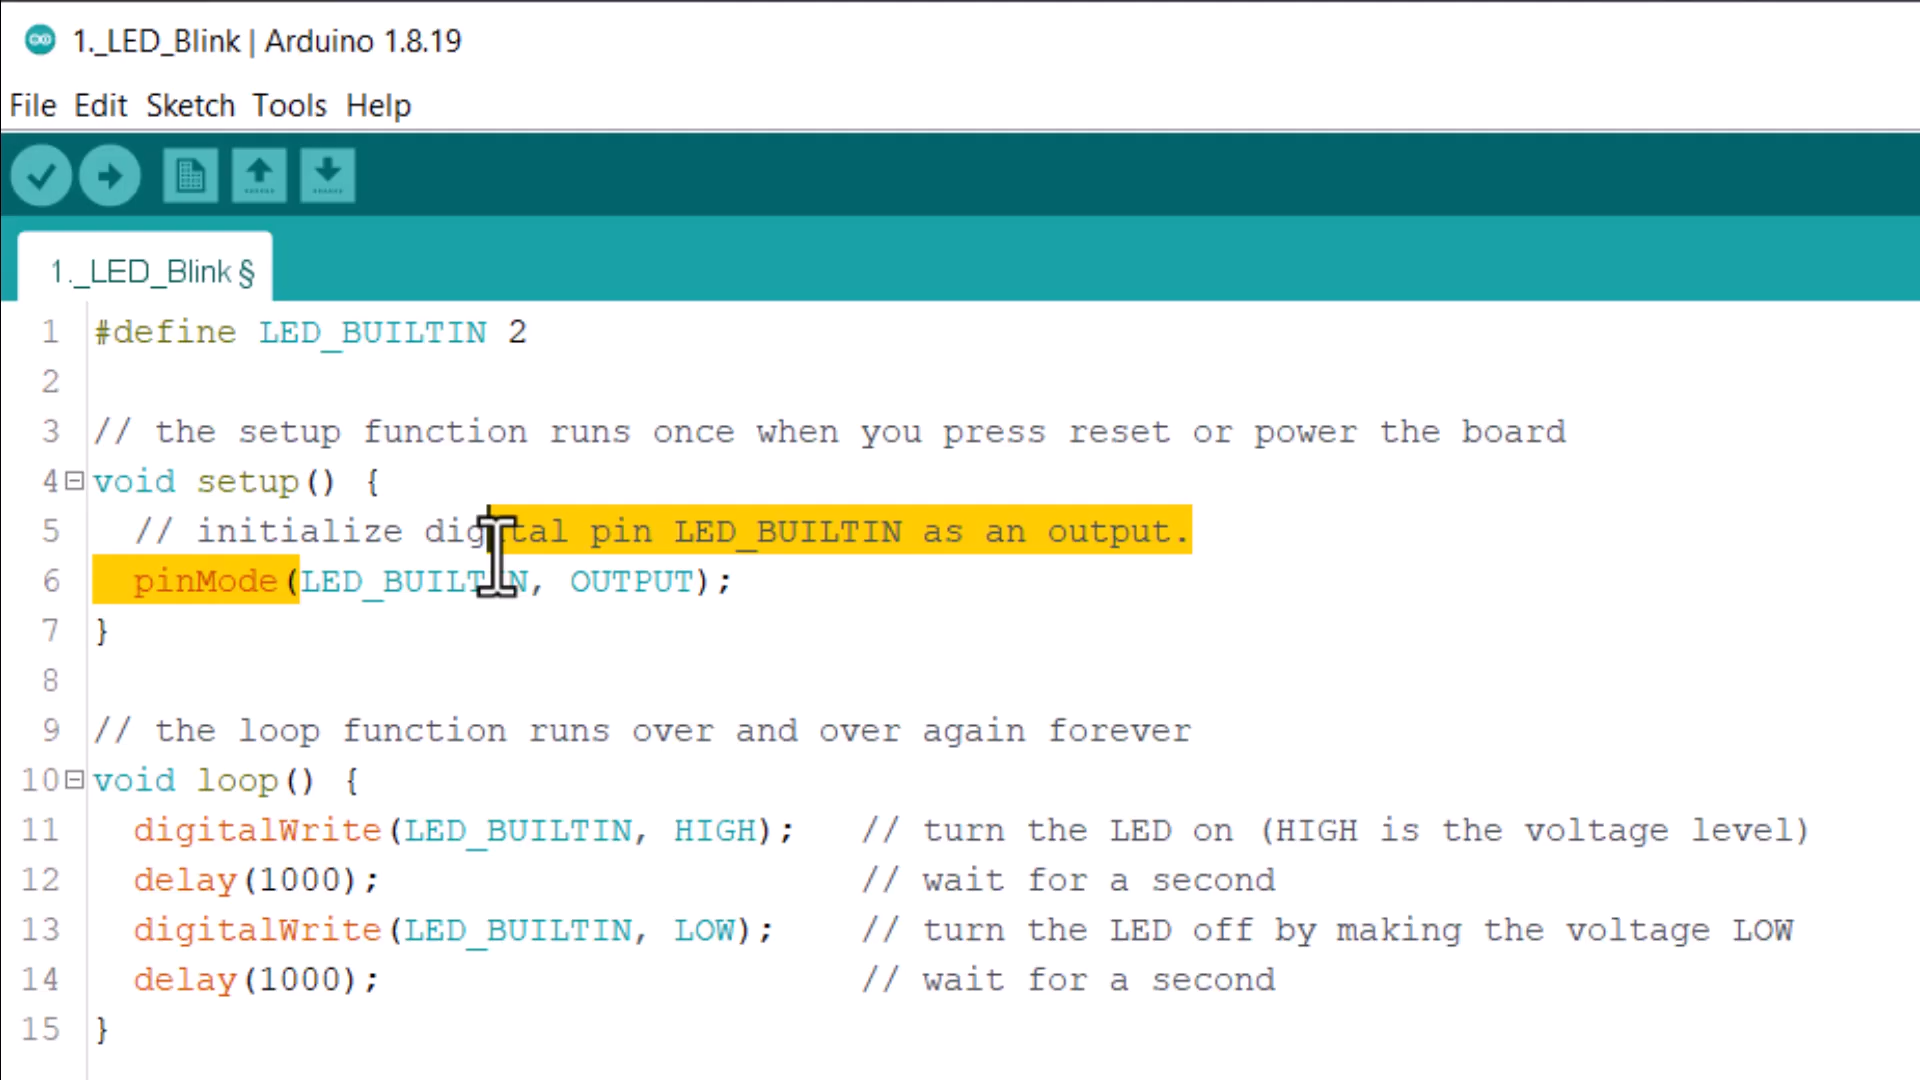 1._LED_Blink | Arduino 1.8.19
File Edit Sketch Tools Help
1._LED_Blink §
1 #define LED_BUILTIN 2
2
3 // the setup function runs once when you press reset or power the board
4 void setup() {
5   // initialize digital pin LED_BUILTIN as an output.
6   pinMode(LED_BUILTIN, OUTPUT);
7 }
8
9 // the loop function runs over and over again forever
10 void loop() {
11   digitalWrite(LED_BUILTIN, HIGH);   // turn the LED on (HIGH is the voltage level)
12   delay(1000);                       // wait for a second
13   digitalWrite(LED_BUILTIN, LOW);    // turn the LED off by making the voltage LOW
14   delay(1000);                       // wait for a second
15 }